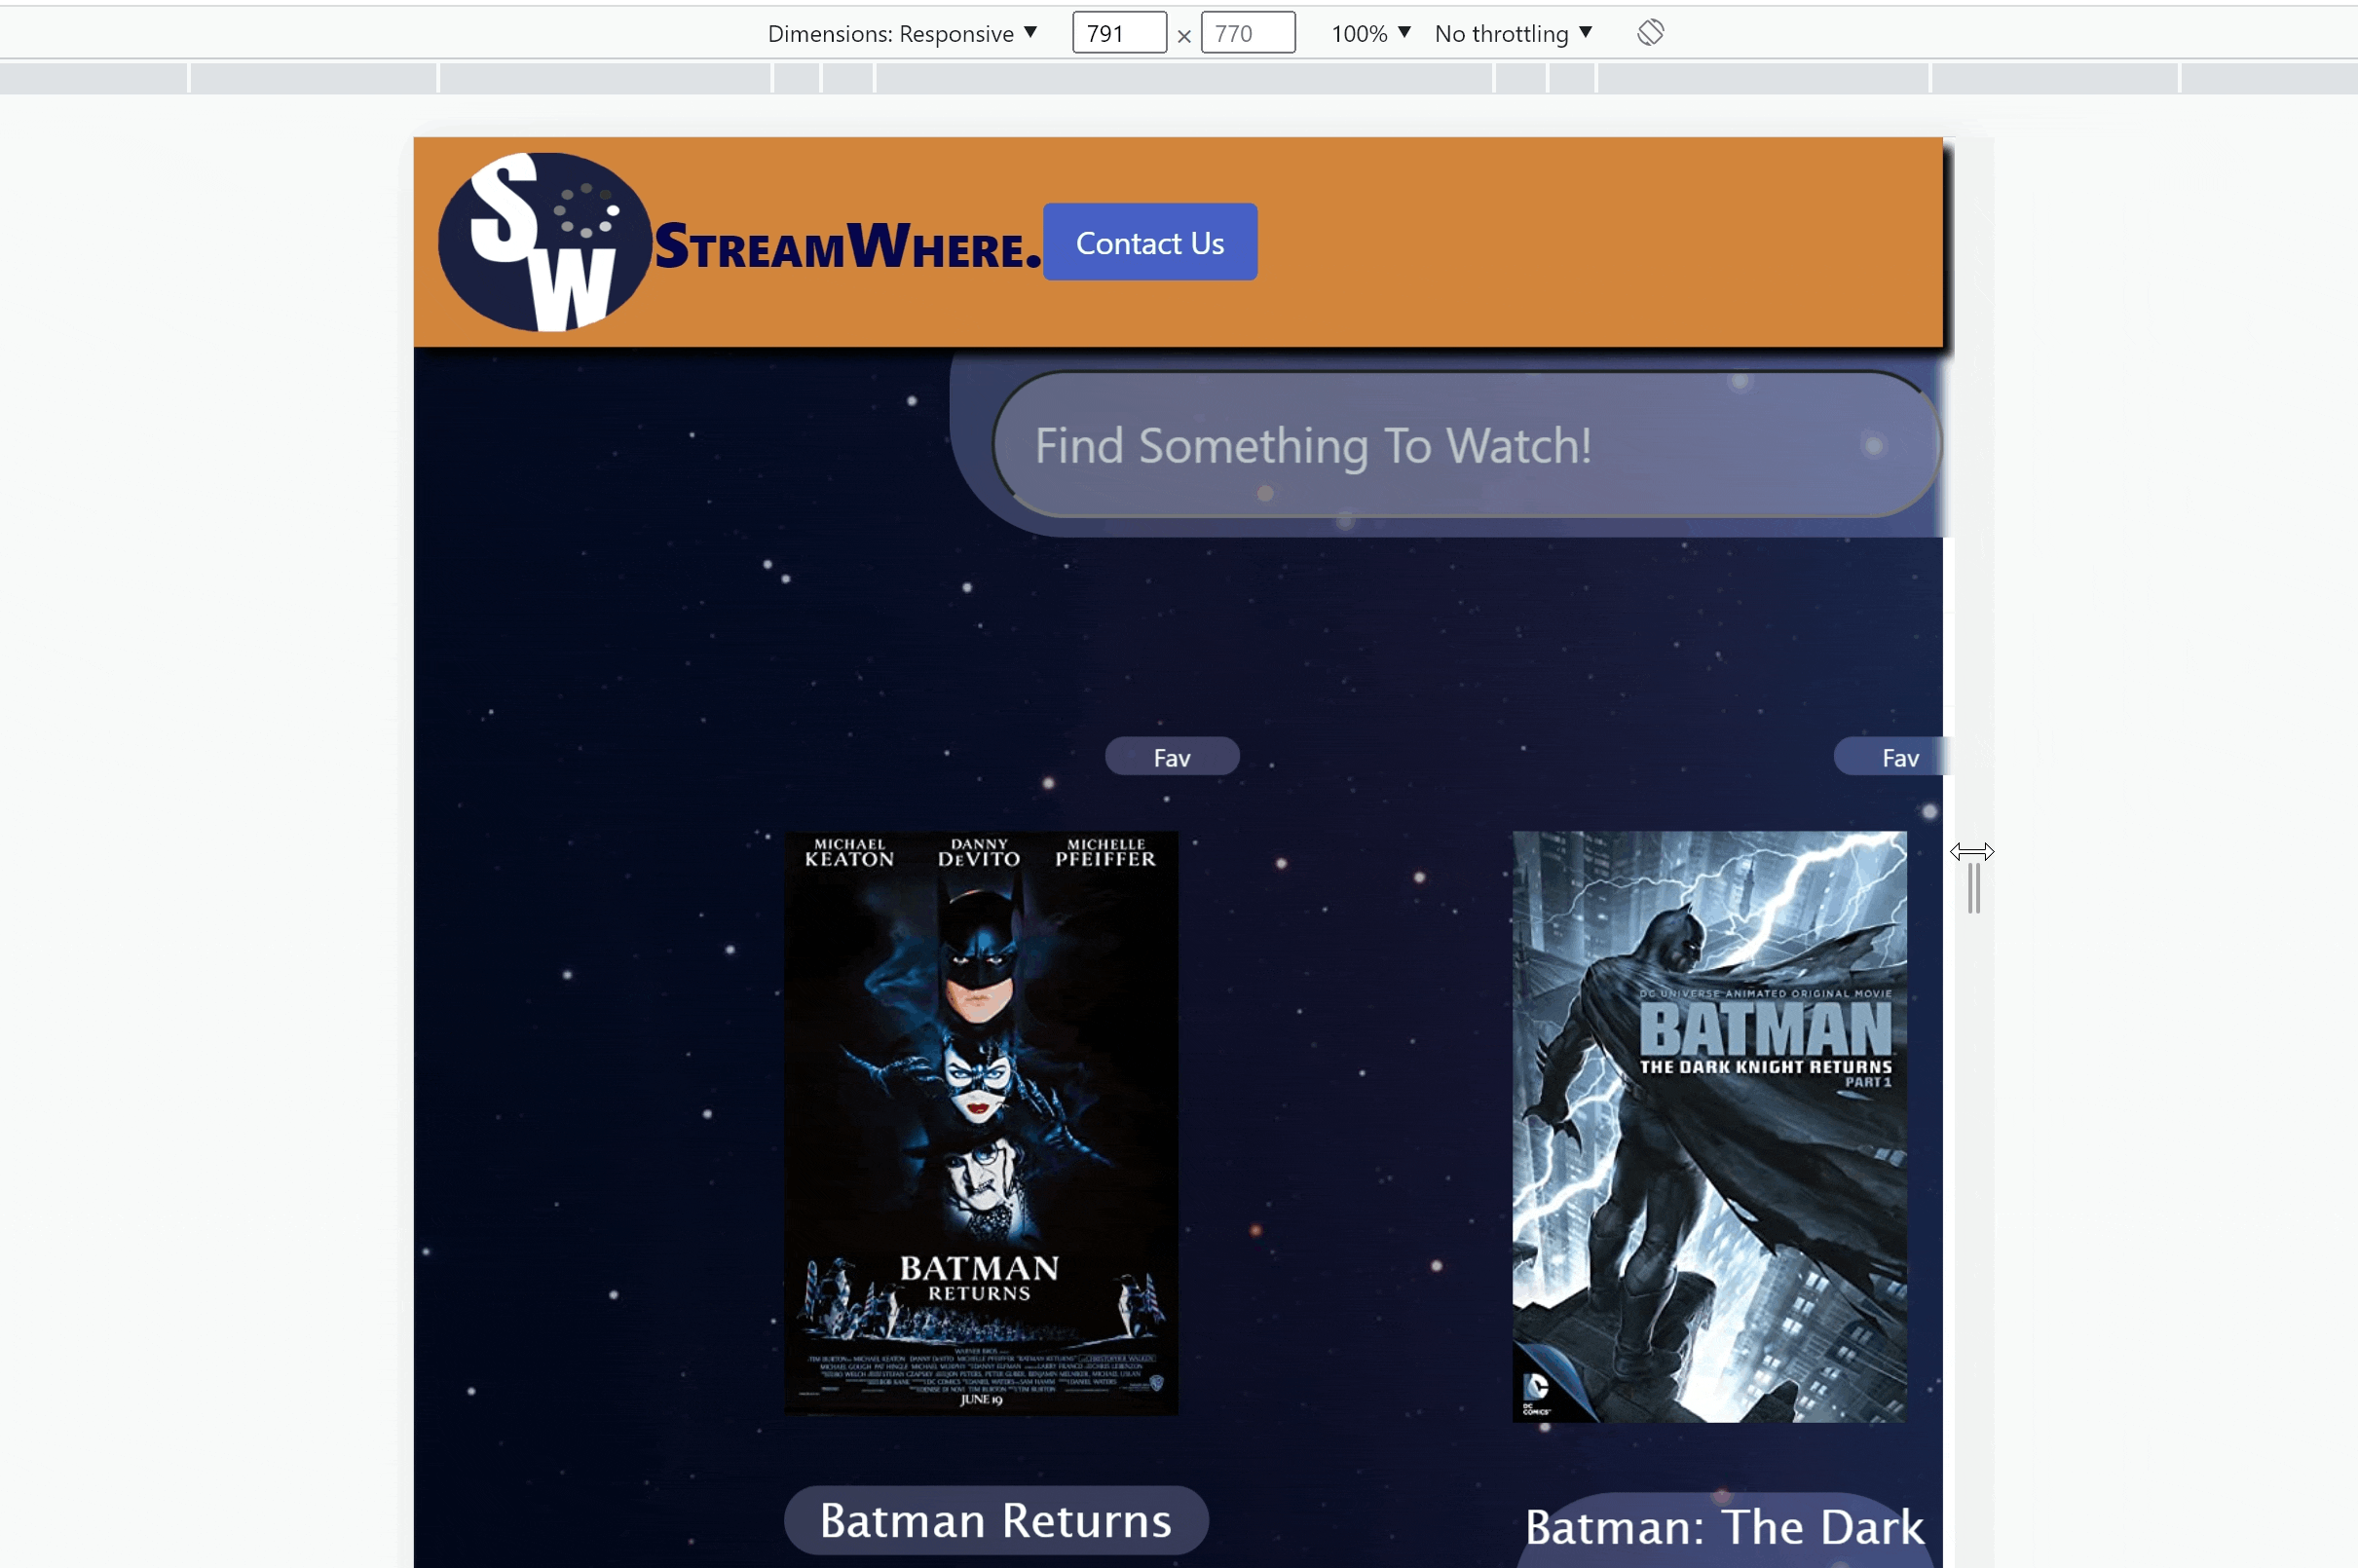 Dimensions: Responsive ▼ 791 × 770 100% ▼ No throttling ▼
SW
STREAMWHERE.
Contact Us
Find Something To Watch!
Fav
Fav
MICHAEL KEATON
DANNY DEVITO
MICHELLE PFEIFFER
BATMAN
RETURNS
WARNER BROS.
JUNE 19
DC UNIVERSE ANIMATED ORIGINAL MOVIE
BATMAN
THE DARK KNIGHT RETURNS
PART 1
DC
COMICS
Batman Returns
Batman: The Dark